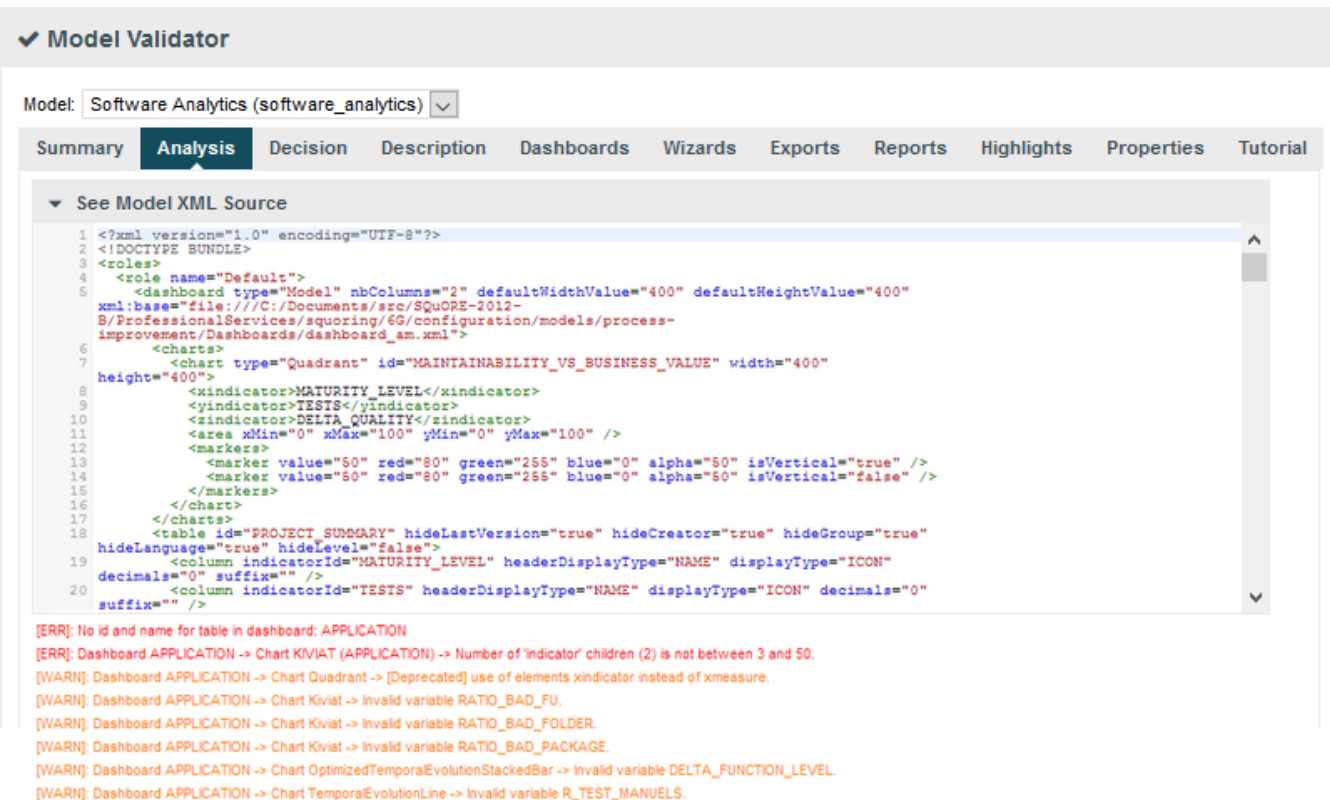 Model Validator
Model: Software Analytics (software_analytics)
Summary Analysis Decision Description Dashboards Wizards Exports Reports Highlights Properties Tutorial
See Model XML Source
1 <?xml version="1.0" encoding="UTF-8"?>
2 <!DOCTYPE BUNDLE>
3 <roles>
4 <role name="Default">
5 <dashboard type="Model" nbColumns="2" defaultWidthValue="400" defaultHeightValue="400"
xml:base="file:///C:/Documents/src/SQuORE-2012-
B/ProfessionalServices/squoring/6G/configuration/models/process-
improvement/Dashboards/dashboard_am.xml">
6 <charts>
7 <chart type="Quadrant" id="MAINTAINABILITY_VS_BUSINESS_VALUE" width="400"
height="400">
8 <xindicator>MATURITY_LEVEL</xindicator>
9 <yindicator>TESTS</yindicator>
10 <zindicator>DELTA_QUALITY</zindicator>
11 <area xMin="0" xMax="100" yMin="0" yMax="100" />
12 <markers>
13 <marker value="50" red="80" green="255" blue="0" alpha="50" isVertical="true" />
14 <marker value="50" red="80" green="255" blue="0" alpha="50" isVertical="false" />
15 </markers>
16 </chart>
17 </charts>
18 <table id="PROJECT_SUMMARY" hideLastVersion="true" hideCreator="true" hideGroup="true"
hideLanguage="true" hideLevel="false">
19 <column indicatorId="MATURITY_LEVEL" headerDisplayType="NAME" displayType="ICON"
decimals="0" suffix="" />
20 <column indicatorId="TESTS" headerDisplayType="NAME" displayType="ICON" decimals="0"
suffix="" />
[ERR]: No id and name for table in dashboard: APPLICATION
[ERR]: Dashboard APPLICATION -> Chart KIVIAT (APPLICATION) -> Number of 'indicator' children (2) is not between 3 and 50.
[WARN]: Dashboard APPLICATION -> Chart Quadrant -> [Deprecated] use of elements xindicator instead of xmeasure.
[WARN]: Dashboard APPLICATION -> Chart Kiviat -> Invalid variable RATIO_BAD_FU.
[WARN]: Dashboard APPLICATION -> Chart Kiviat -> Invalid variable RATIO_BAD_FOLDER.
[WARN]: Dashboard APPLICATION -> Chart Kiviat -> Invalid variable RATIO_BAD_PACKAGE.
[WARN]: Dashboard APPLICATION -> Chart OptimizedTemporalEvolutionStackedBar -> Invalid variable DELTA_FUNCTION_LEVEL.
[WARN]: Dashboard APPLICATION -> Chart TemporalEvolutionLine -> Invalid variable R_TEST_MANUELS.